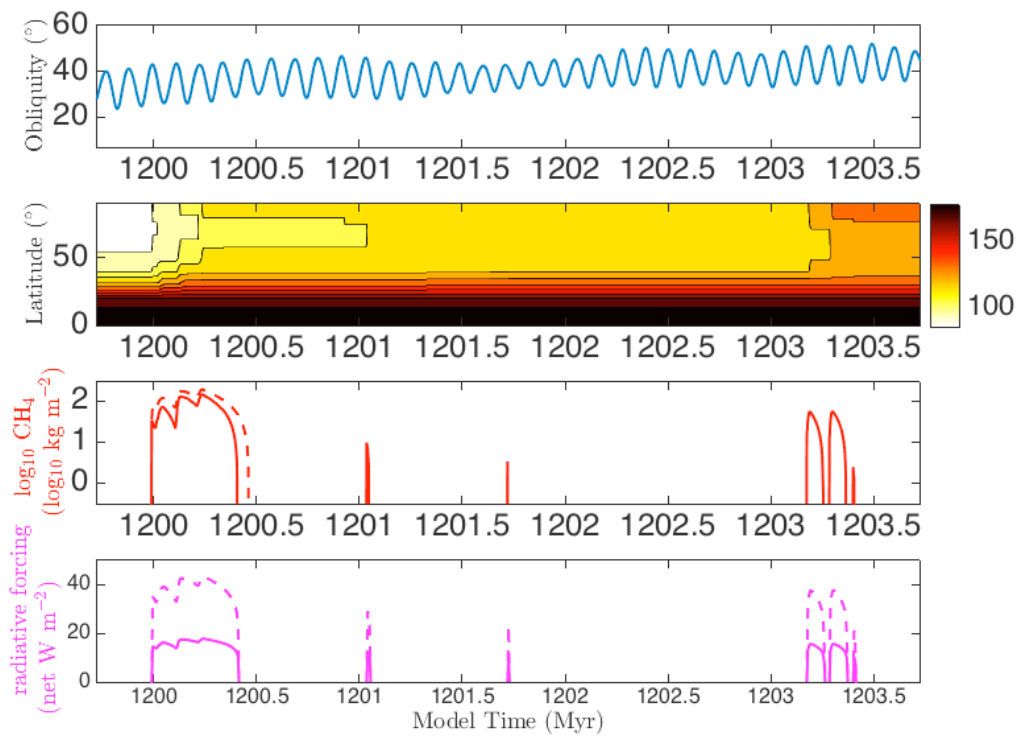 Obliquity (°)
60
40
20
1200 1200.5 1201 1201.5 1202 1202.5 1203 1203.5
Latitude (°)
50
0
1200 1200.5 1201 1201.5 1202 1202.5 1203 1203.5
150
100
log₁₀ CH₄
(log₁₀ kg m⁻²)
2
1
0
1200 1200.5 1201 1201.5 1202 1202.5 1203 1203.5
radiative forcing
(net W m⁻²)
40
20
0
1200 1200.5 1201 1201.5 1202 1202.5 1203 1203.5
Model Time (Myr)